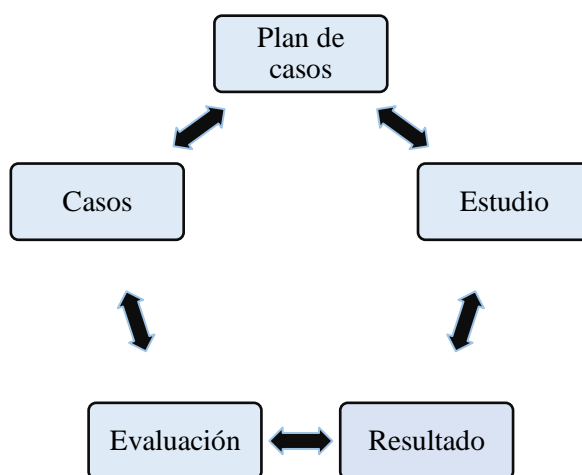 Plan de
casos
Casos
Estudio
Evaluación
Resultado